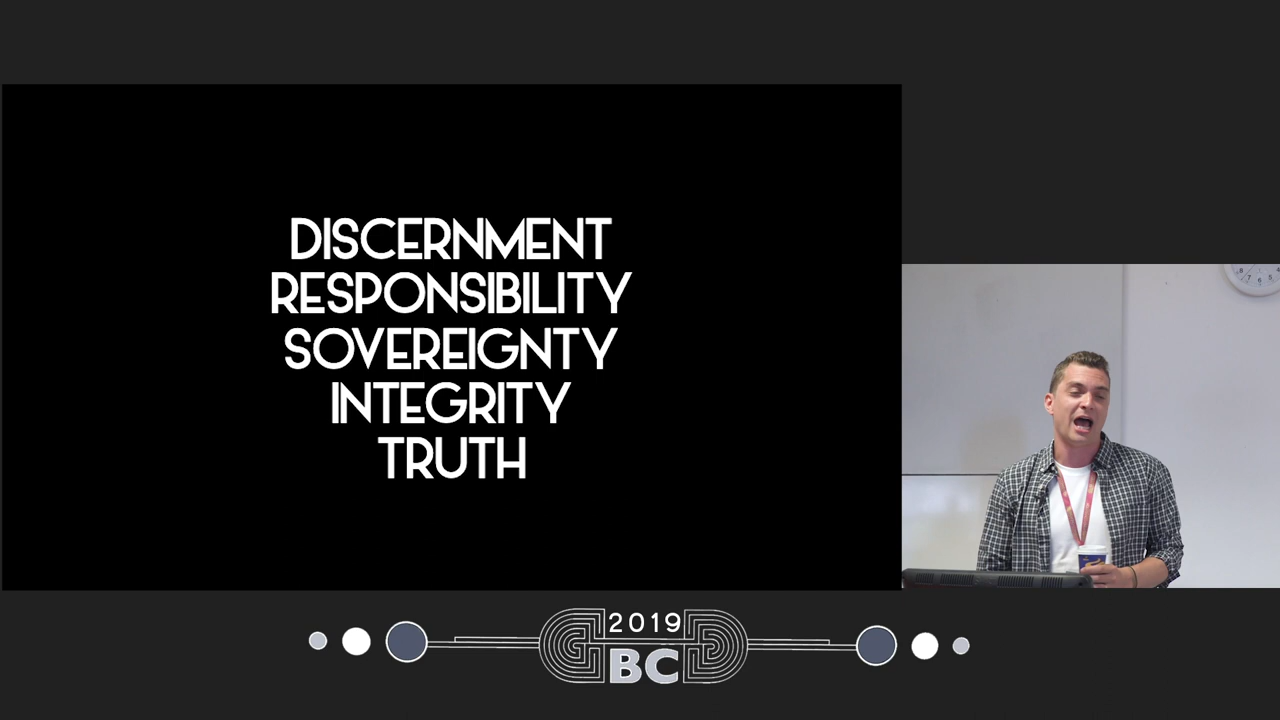 DISCERNMENT
RESPONSIBILITY
SOVEREIGNTY
INTEGRITY
TRUTH
2019
BC